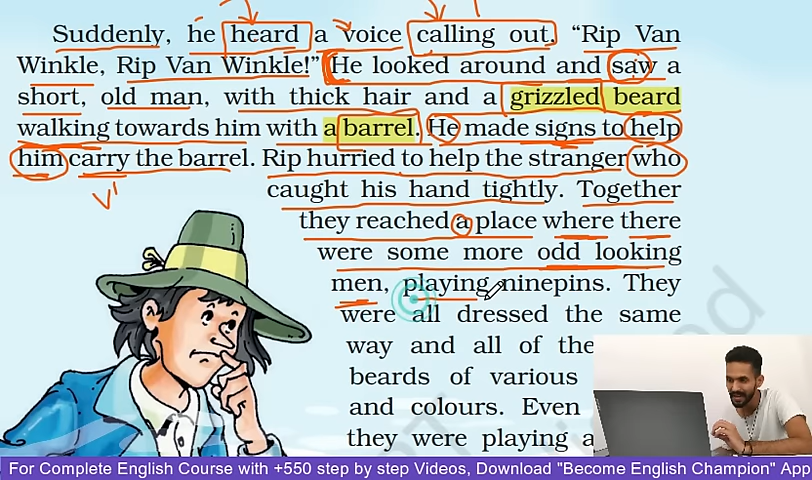 Suddenly, he heard a voice calling out, “Rip Van
Winkle, Rip Van Winkle!” He looked around and saw a
short, old man, with thick hair and a grizzled beard
walking towards him with a barrel. He made signs to help
him carry the barrel. Rip hurried to help the stranger who
caught his hand tightly. Together
they reached a place where there
were some more odd looking
men, playing ninepins. They
were all dressed the same
way and all of the
beards of various
and colours. Even
they were playing a
For Complete English Course with +550 step by step Videos, Download "Become English Champion" App